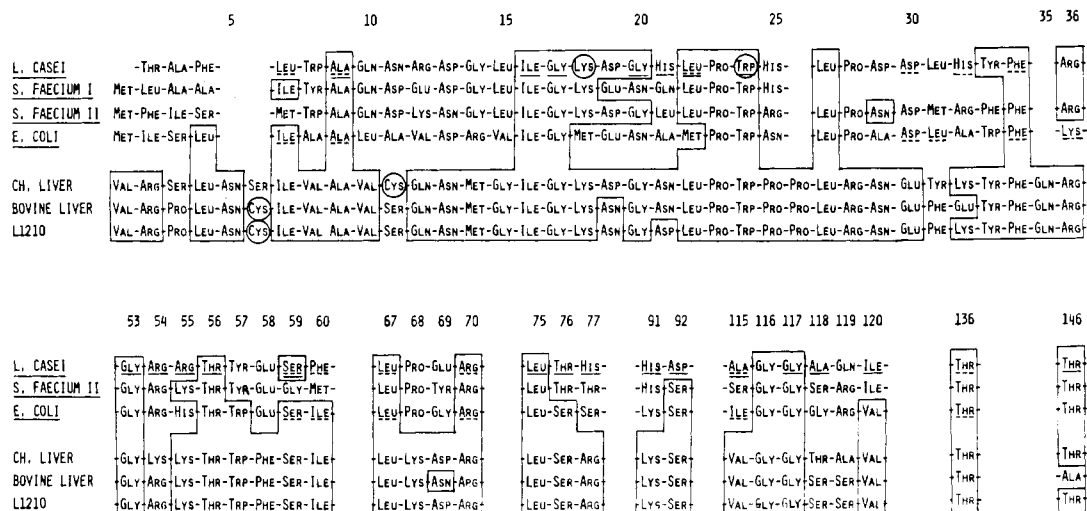 5 10 15 20 25 30 35 36
L. CASEI -THR-ALA-PHE- -LEU-TRP-ALA-GLN-ASN-ARG-ASP-GLY-LEU-ILE-GLY-LYS-ASP-GLY-HIS-LEU-PRO-TRP-HIS- -LEU-PRO-ASP-ASP-LEU-HIS-TYR-PHE- ARG
S. FAECIUM I MET-LEU-ALA-ALA- ILE-TYR-ALA-GLN-ASP-GLU-ASP-GLY-LEU-ILE-GLY-LYS-GLU-ASN-GLN-LEU-PRO-TRP-HIS-
S. FAECIUM II MET-PHE-ILE-SER- -MET-TRP-ALA-GLN-ASP-LYS-ASN-GLY-LEU-ILE-GLY-LYS-ASP-GLY-LEU-LEU-PRO-TRP-ARG- -LEU-PRO-ASN-ASP-MET-ARG-PHE-PHE- ARG
E. COLI MET-ILE-SER-LEU- ILE-ALA-ALA-LEU-ALA-VAL-ASP-ARG-VAL-ILE-GLY-MET-GLU-ASN-ALA-MET-PRO-TRP-ASN- -LEU-PRO-ALA-ASP-LEU-ALA-TRP-PHE- -LYS-
CH. LIVER VAL-ARG-SER-LEU-ASN-SER-ILE-VAL-ALA-VAL-CYS-GLN-ASN-MET-GLY-ILE-GLY-LYS-ASP-GLY-ASN-LEU-PRO-TRP-PRO-PRO-LEU-ARG-ASN-GLU-TYR-LYS-TYR-PHE-GLN-ARG-
BOVINE LIVER VAL-ARG-PRO-LEU-ASN-CYS-ILE-VAL-ALA-VAL-SER-GLN-ASN-MET-GLY-ILE-GLY-LYS-ASN-GLY-ASN-LEU-PRO-TRP-PRO-PRO-LEU-ARG-ASN-GLU-PHE-GLU-TYR-PHE-GLN-ARG-
L1210 VAL-ARG-PRO-LEU-ASN-CYS-ILE-VAL-ALA-VAL-SER-GLN-ASN-MET-GLY-ILE-GLY-LYS-ASN-GLY-ASP-LEU-PRO-TRP-PRO-PRO-LEU-ARG-ASN-GLU-PHE-LYS-TYR-PHE-GLN-ARG-
53 54 55 56 57 58 59 60 67 68 69 70 75 76 77 91 92 115 116 117 118 119 120 136 146
L. CASEI GLY-ARG-ARG-THR-TYR-GLU-SER-PHE- LEU-PRO-GLU-ARG LEU-THR-HIS- -HIS-ASP- -ALA-GLY-GLY-ALA-GLN-ILE- THR THR
S. FAECIUM II GLY-ARG-LYS-THR-TYR-GLU-GLY-MET- LEU-PRO-TYR-ARG LEU-THR-THR- -HIS-SER -SER-GLY-GLY-SER-ARG-ILE- THR -THR
E. COLI GLY-ARG-HIS-THR-TRP-GLU-SER-ILE LEU-PRO-GLY-ARG LEU-SER-SER- -LYS-SER -ILE-GLY-GLY-GLY-ARG-VAL THR -THR
CH. LIVER GLY-LYS-LYS-THR-TRP-PHE-SER-ILE LEU-LYS-ASP-ARG LEU-SER-ARG -LYS-SER -VAL-GLY-GLY-THR-ALA-VAL THR THR
BOVINE LIVER GLY-ARG-LYS-THR-TRP-PHE-SER-ILE LEU-LYS-ASN-ARG LEU-SER-ARG -LYS-SER -VAL-GLY-GLY-SER-SER-VAL THR -ALA
L1210 GLY-ARG-LYS-THR-TRP-PHE-SER-ILE LEU-LYS-ASP-ARG LEU-SER-ARG -LYS-SER -VAL-GLY-GLY-SER-SER-VAL THR THR